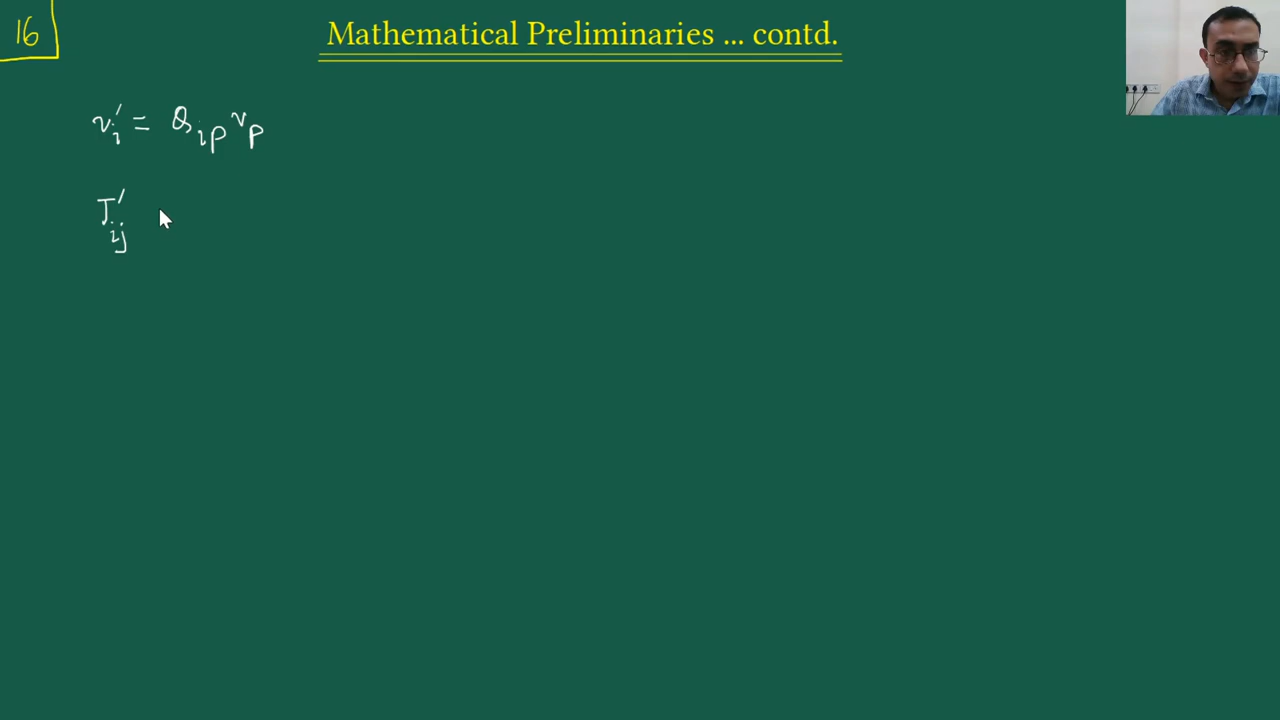 16
Mathematical Preliminaries ... contd.
v'ᵢ = Qᵢₚ vₚ
T'ᵢⱼ